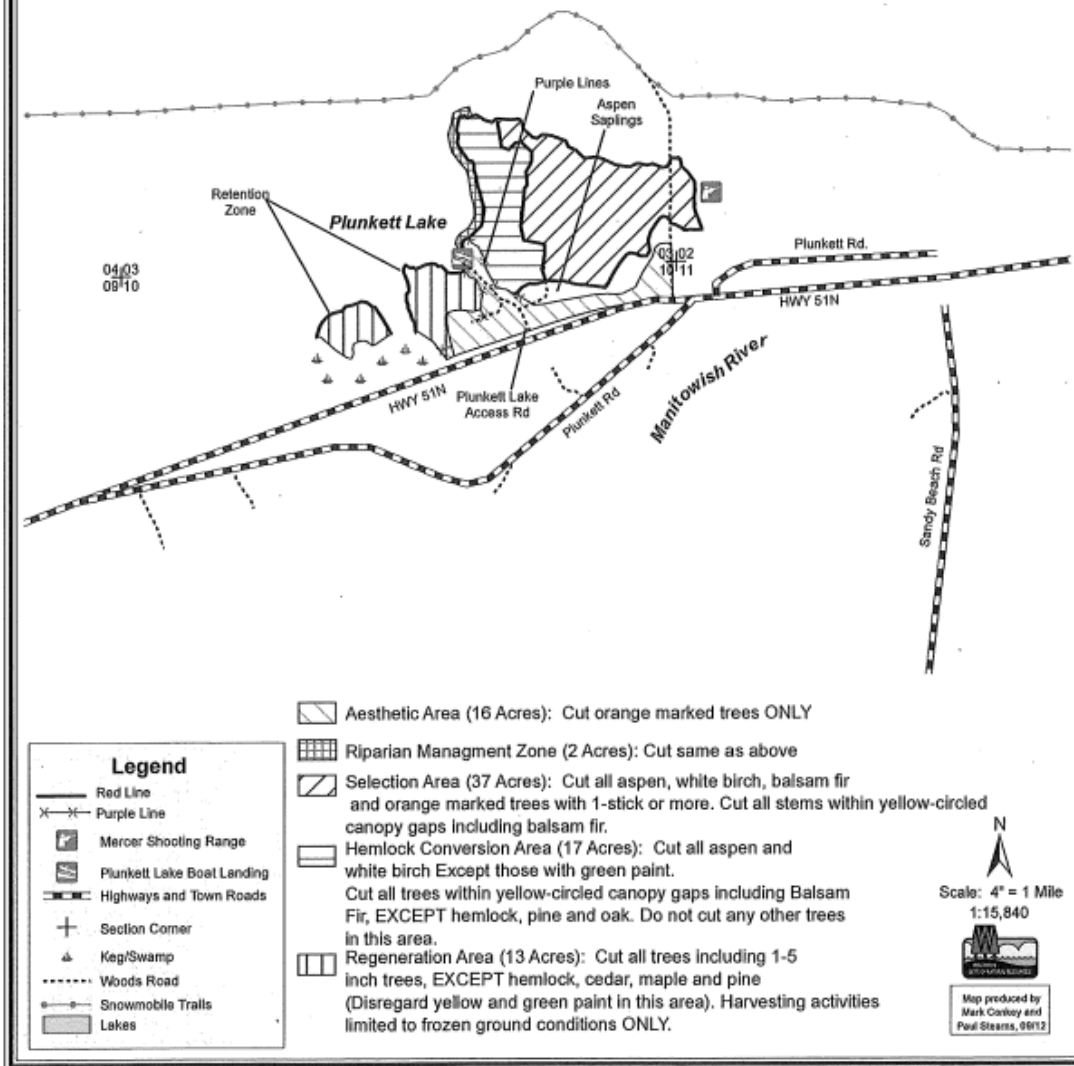 Purple Lines
Aspen
Saplings
Retention
Zone
Plunkett Lake
04 03
09 10
03 02
10 11
Plunkett Rd.
HWY 51N
HWY 51N
Plunkett Lake
Access Rd
Plunkett Rd
Manitowish River
Sandy Beach Rd
Aesthetic Area (16 Acres): Cut orange marked trees ONLY
Riparian Managment Zone (2 Acres): Cut same as above
Selection Area (37 Acres): Cut all aspen, white birch, balsam fir
and orange marked trees with 1-stick or more. Cut all stems within yellow-circled
canopy gaps including balsam fir.
Hemlock Conversion Area (17 Acres): Cut all aspen and
white birch Except those with green paint.
Cut all trees within yellow-circled canopy gaps including Balsam
Fir, EXCEPT hemlock, pine and oak. Do not cut any other trees
in this area.
Regeneration Area (13 Acres): Cut all trees including 1-5
inch trees, EXCEPT hemlock, cedar, maple and pine
(Disregard yellow and green paint in this area). Harvesting activities
limited to frozen ground conditions ONLY.
Legend
Red Line
Purple Line
Mercer Shooting Range
Plunkett Lake Boat Landing
Highways and Town Roads
Section Corner
Keg/Swamp
Woods Road
Snowmobile Trails
Lakes
N
Scale: 4" = 1 Mile
1:15,840
Map produced by
Mark Conkey and
Paul Stearns, 09/12